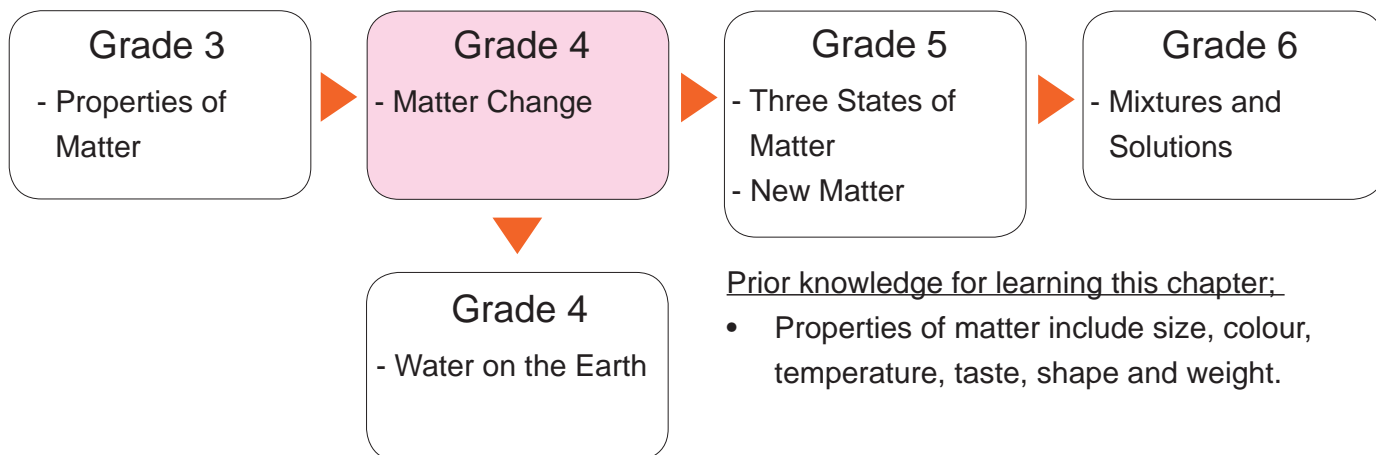 Grade 3
- Properties of
Matter
Grade 4
- Matter Change
Grade 5
- Three States of
Matter
- New Matter
Grade 6
- Mixtures and
Solutions
Grade 4
- Water on the Earth
Prior knowledge for learning this chapter;
• Properties of matter include size, colour,
temperature, taste, shape and weight.